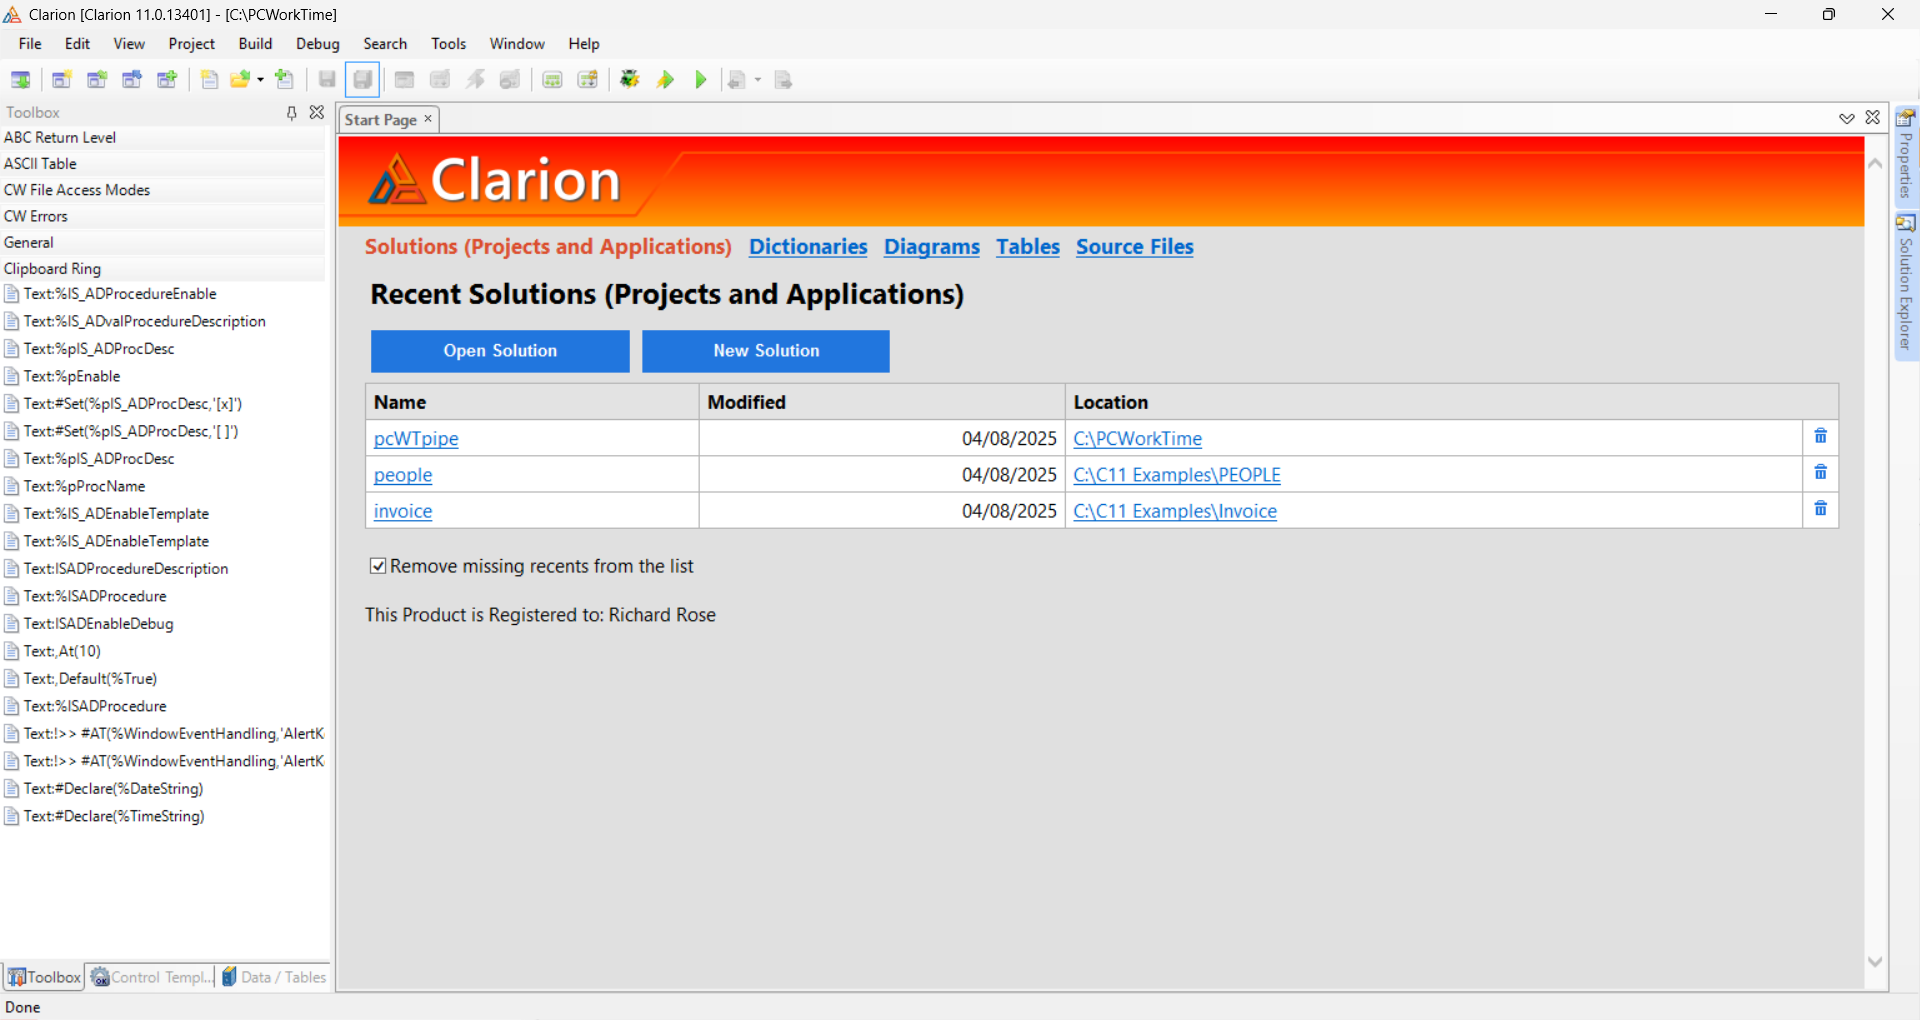 Clarion [Clarion 11.0.13401] - [C:\PCWorkTime]
File Edit View Project Build Debug Search Tools Window Help
Toolbox
ABC Return Level
ASCII Table
CW File Access Modes
CW Errors
General
Clipboard Ring
Text:%IS_ADProcedureEnable
Text:%IS_ADvalProcedureDescription
Text:%pIS_ADProcDesc
Text:%pEnable
Text:#Set(%pIS_ADProcDesc,'[x]')
Text:#Set(%pIS_ADProcDesc,'[ ]')
Text:%pIS_ADProcDesc
Text:%pProcName
Text:%IS_ADEnableTemplate
Text:%IS_ADEnableTemplate
Text:ISADProcedureDescription
Text:%ISADProcedure
Text:ISADEnableDebug
Text:,At(10)
Text:,Default(%True)
Text:%ISADProcedure
Text:!>> #AT(%WindowEventHandling,'AlertK
Text:!>> #AT(%WindowEventHandling,'AlertK
Text:#Declare(%DateString)
Text:#Declare(%TimeString)
Toolbox Control Templ... Data / Tables
Done
Start Page
Clarion
Solutions (Projects and Applications) Dictionaries Diagrams Tables Source Files
Recent Solutions (Projects and Applications)
Open Solution New Solution
Name Modified Location
pcWTpipe 04/08/2025 C:\PCWorkTime
people 04/08/2025 C:\C11 Examples\PEOPLE
invoice 04/08/2025 C:\C11 Examples\Invoice
Remove missing recents from the list
This Product is Registered to: Richard Rose
Properties
Solution Explorer